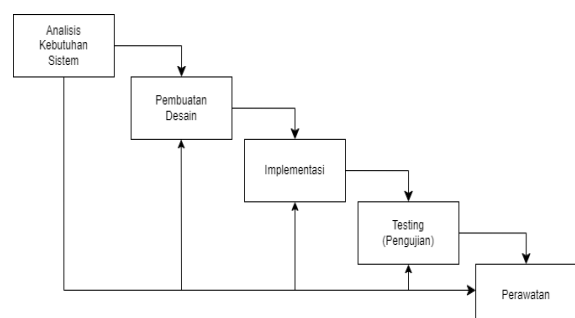 Analisis
Kebutuhan
Sistem
Pembuatan
Desain
Implementasi
Testing
(Pengujian)
Perawatan